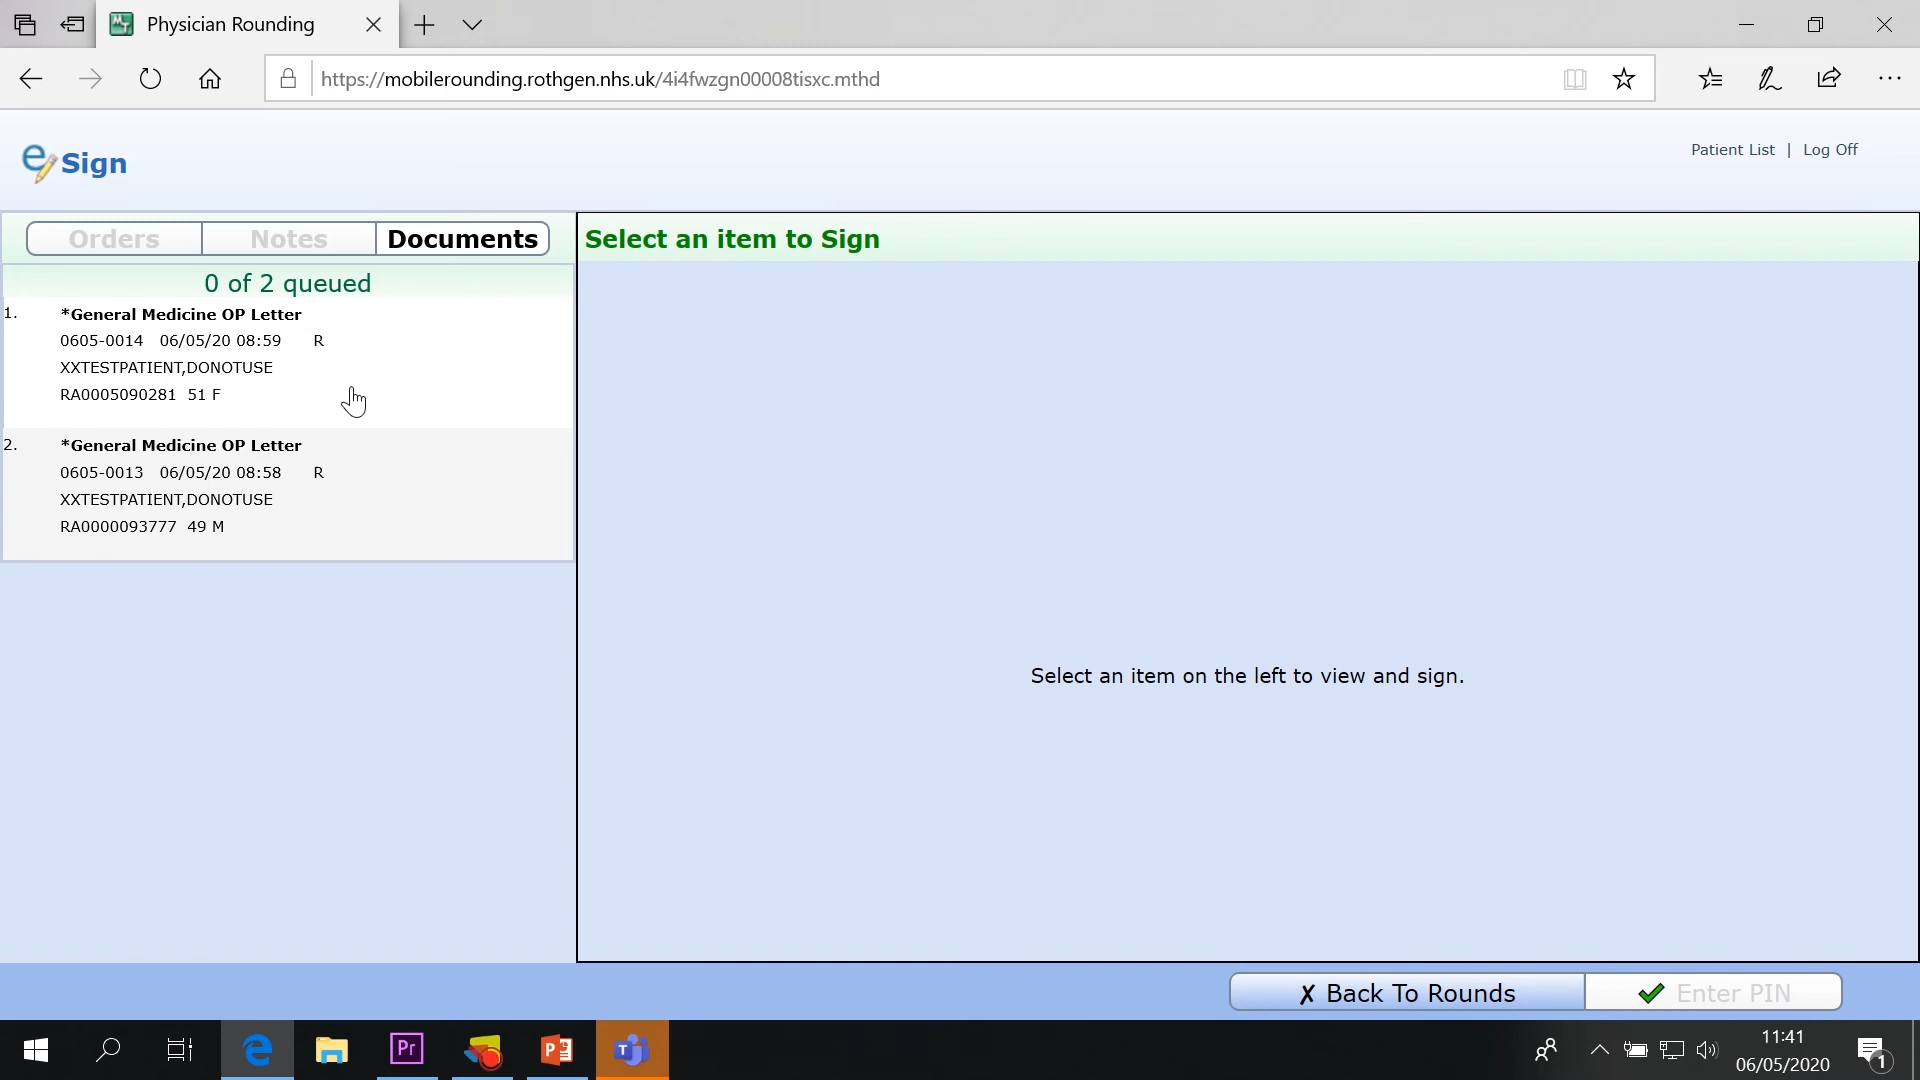 Physician Rounding
https://mobilerounding.rothgen.nhs.uk/4i4fwzgn00008tisxc.mthd
eSign
Patient List | Log Off
Orders Notes Documents
Select an item to Sign
0 of 2 queued
1. *General Medicine OP Letter
0605-0014 06/05/20 08:59 R
XXTESTPATIENT,DONOTUSE
RA0005090281 51 F
2. *General Medicine OP Letter
0605-0013 06/05/20 08:58 R
XXTESTPATIENT,DONOTUSE
RA0000093777 49 M
Select an item on the left to view and sign.
✗ Back To Rounds
✔ Enter PIN
Pr
11:41
06/05/2020
1